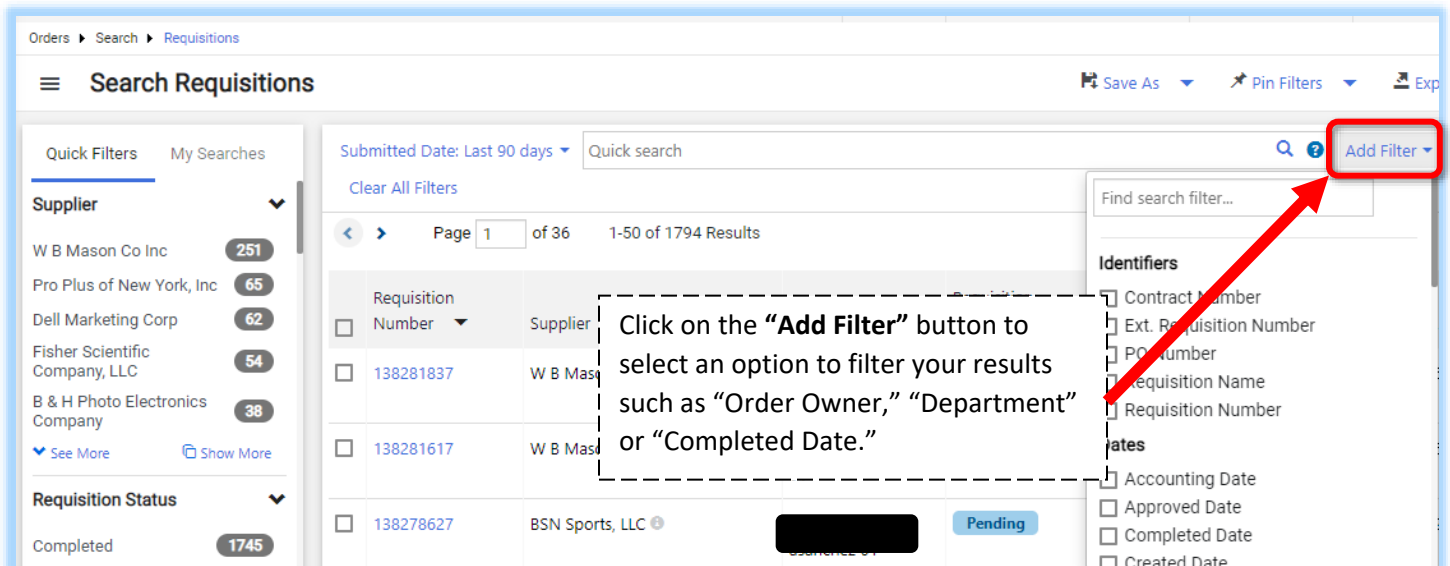 Orders ▸ Search ▸ Requisitions
Search Requisitions
Save As
Pin Filters
Quick Filters My Searches
Submitted Date: Last 90 days
Quick search
Add Filter
Clear All Filters
Find search filter...
Supplier
W B Mason Co Inc 251
Pro Plus of New York, Inc 65
Dell Marketing Corp 62
Fisher Scientific
Company, LLC 54
B & H Photo Electronics
Company 38
See More Show More
Requisition Status
Completed 1745
Page 1 of 36 1-50 of 1794 Results
Requisition
Number
Supplier
138281837 W B
138281617 W B
138278627 BSN Sports, LLC Pending
Click on the “Add Filter” button to
select an option to filter your results
such as “Order Owner,” “Department”
or “Completed Date.”
Identifiers
Contract Number
Ext. Requisition Number
PO Number
Requisition Name
Requisition Number
Dates
Accounting Date
Approved Date
Completed Date
Created Date